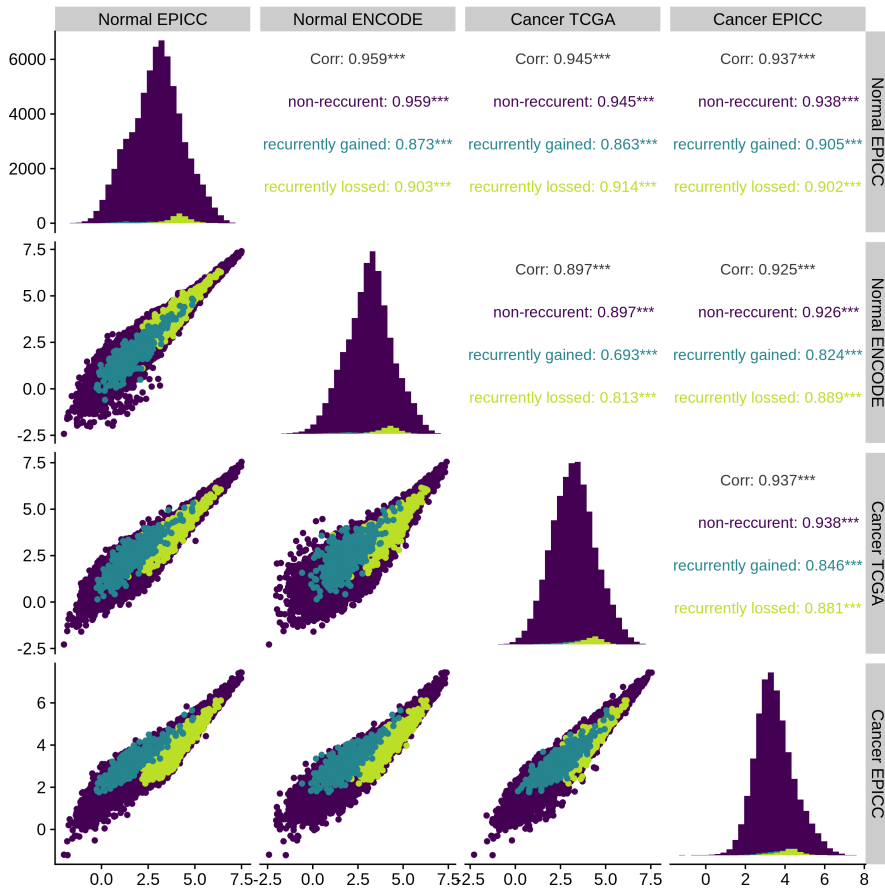 Normal EPICC Normal ENCODE Cancer TCGA Cancer EPICC
6000 Corr: 0.959*** Corr: 0.945*** Corr: 0.937***
4000 non-reccurent: 0.959*** non-reccurent: 0.945*** non-reccurent: 0.938***
recurrently gained: 0.873*** recurrently gained: 0.863*** recurrently gained: 0.905***
2000 recurrently lossed: 0.903*** recurrently lossed: 0.914*** recurrently lossed: 0.902***
0
Normal EPICC
7.5 Corr: 0.897*** Corr: 0.925***
5.0 non-reccurent: 0.897*** non-reccurent: 0.926***
2.5 recurrently gained: 0.693*** recurrently gained: 0.824***
0.0 recurrently lossed: 0.813*** recurrently lossed: 0.889***
-2.5
Normal ENCODE
7.5 Corr: 0.937***
5.0 non-reccurent: 0.938***
2.5 recurrently gained: 0.846***
0.0 recurrently lossed: 0.881***
-2.5
Cancer TCGA
6
4
2
0
Cancer EPICC
0.0 2.5 5.0 7.5 -2.5 0.0 2.5 5.0 7.5 -2.5 0.0 2.5 5.0 7.5 0 2 4 6 8